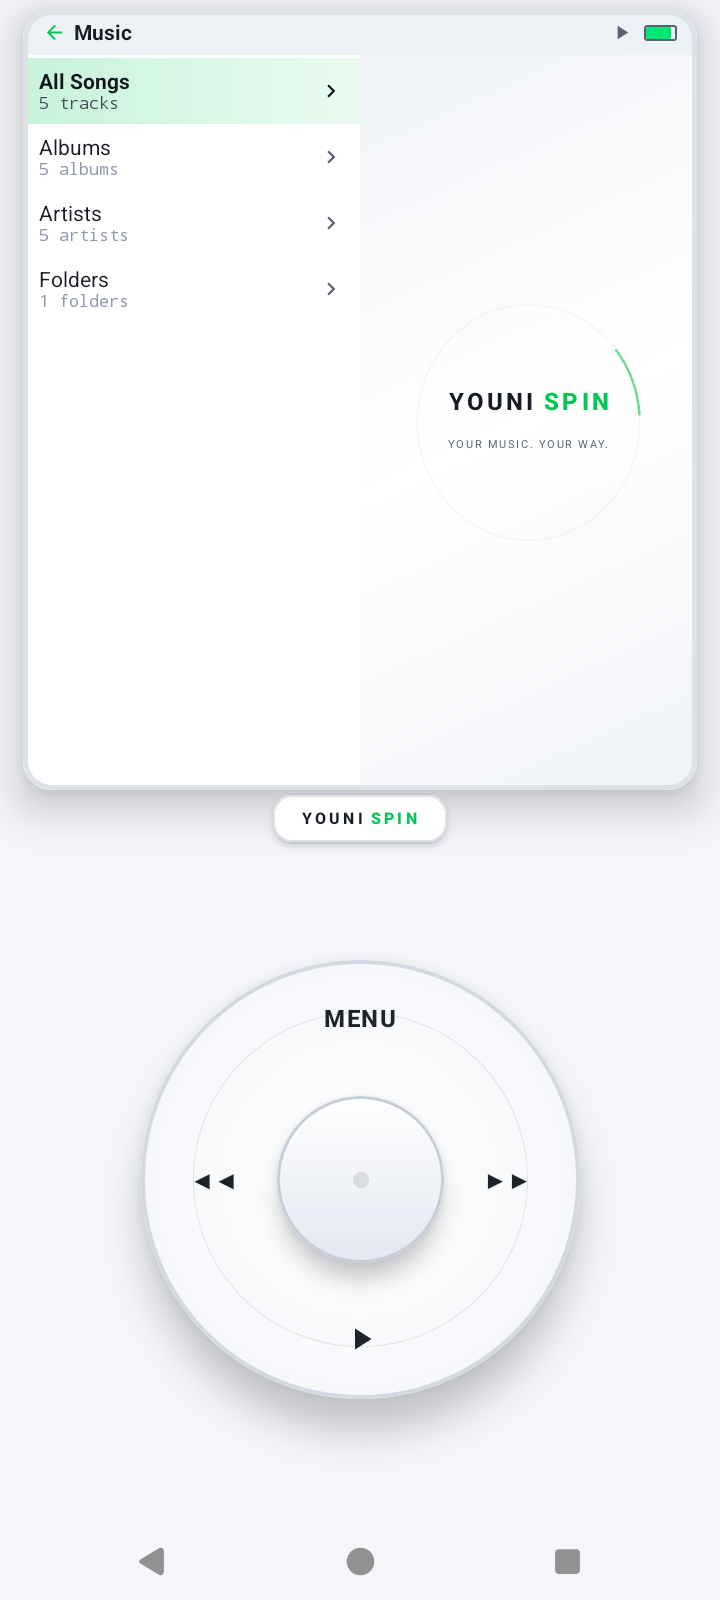 Music
All Songs
5 tracks
Albums
5 albums
Artists
5 artists
Folders
1 folders
YOUNI SPIN
YOUR MUSIC. YOUR WAY.
YOUNI SPIN
MENU